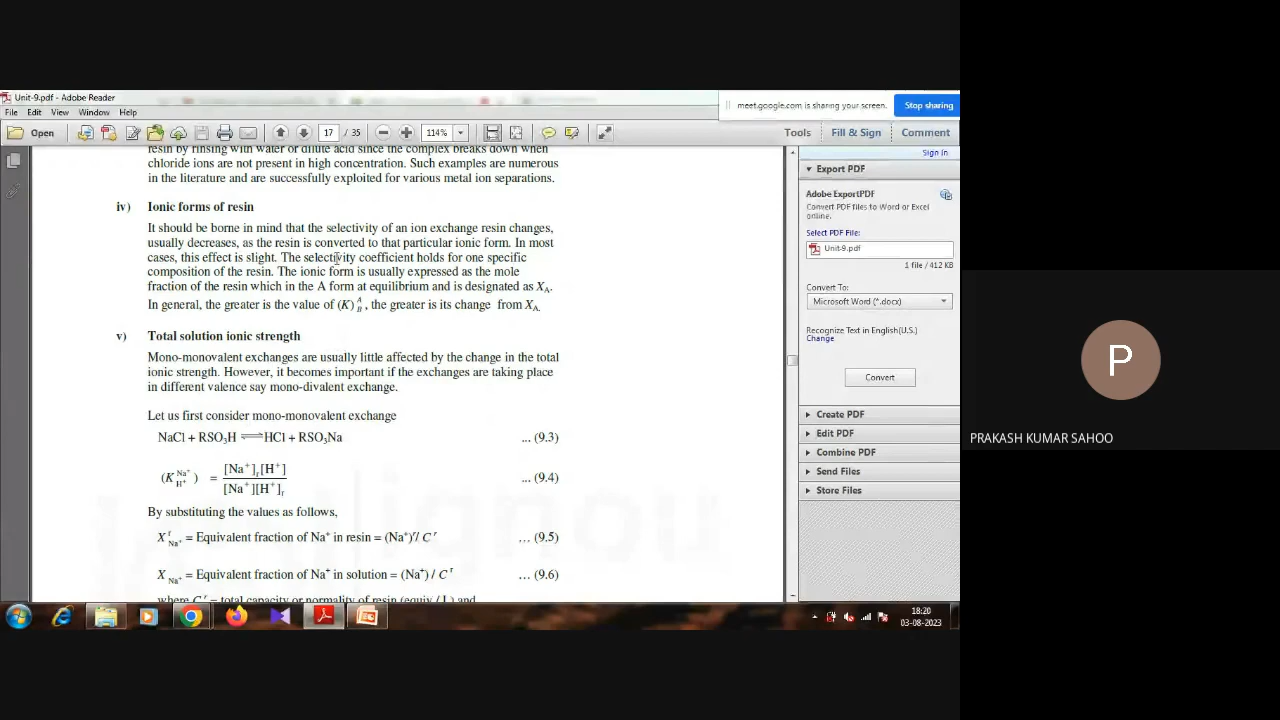 Unit-9.pdf - Adobe Reader
meet.google.com is sharing your screen.
Stop sharing
File Edit View Window Help
Open
17 / 35
114%
Tools
Fill & Sign
Comment
Sign In
resin by rinsing with water or dilute acid since the complex breaks down when
chloride ions are not present in high concentration. Such examples are numerous
in the literature and are successfully exploited for various metal ion separations.
iv) Ionic forms of resin
It should be borne in mind that the selectivity of an ion exchange resin changes,
usually decreases, as the resin is converted to that particular ionic form. In most
cases, this effect is slight. The selectivity coefficient holds for one specific
composition of the resin. The ionic form is usually expressed as the mole
fraction of the resin which in the A form at equilibrium and is designated as X_A.
In general, the greater is the value of (K)^A_B, the greater is its change from X_A.
v) Total solution ionic strength
Mono-monovalent exchanges are usually little affected by the change in the total
ionic strength. However, it becomes important if the exchanges are taking place
in different valence say mono-divalent exchange.
Let us first consider mono-monovalent exchange
NaCl + RSO₃H ⇌ HCl + RSO₃Na ... (9.3)
(K^Na⁺_H⁺) = [Na⁺]r[H⁺] / [Na⁺][H⁺]r ... (9.4)
By substituting the values as follows,
X^r_Na⁺ = Equivalent fraction of Na⁺ in resin = (Na⁺)^r/ C^r ... (9.5)
X_Na⁺ = Equivalent fraction of Na⁺ in solution = (Na⁺) / C^r ... (9.6)
where C^r = total capacity or normality of resin (equiv / L) and
ignou
Export PDF
Adobe ExportPDF
Convert PDF files to Word or Excel
online.
Select PDF File:
Unit-9.pdf
1 file / 412 KB
Convert To:
Microsoft Word (*.docx)
Recognize Text in English(U.S.)
Change
Convert
Create PDF
Edit PDF
Combine PDF
Send Files
Store Files
18:20
03-08-2023
P
PRAKASH KUMAR SAHOO